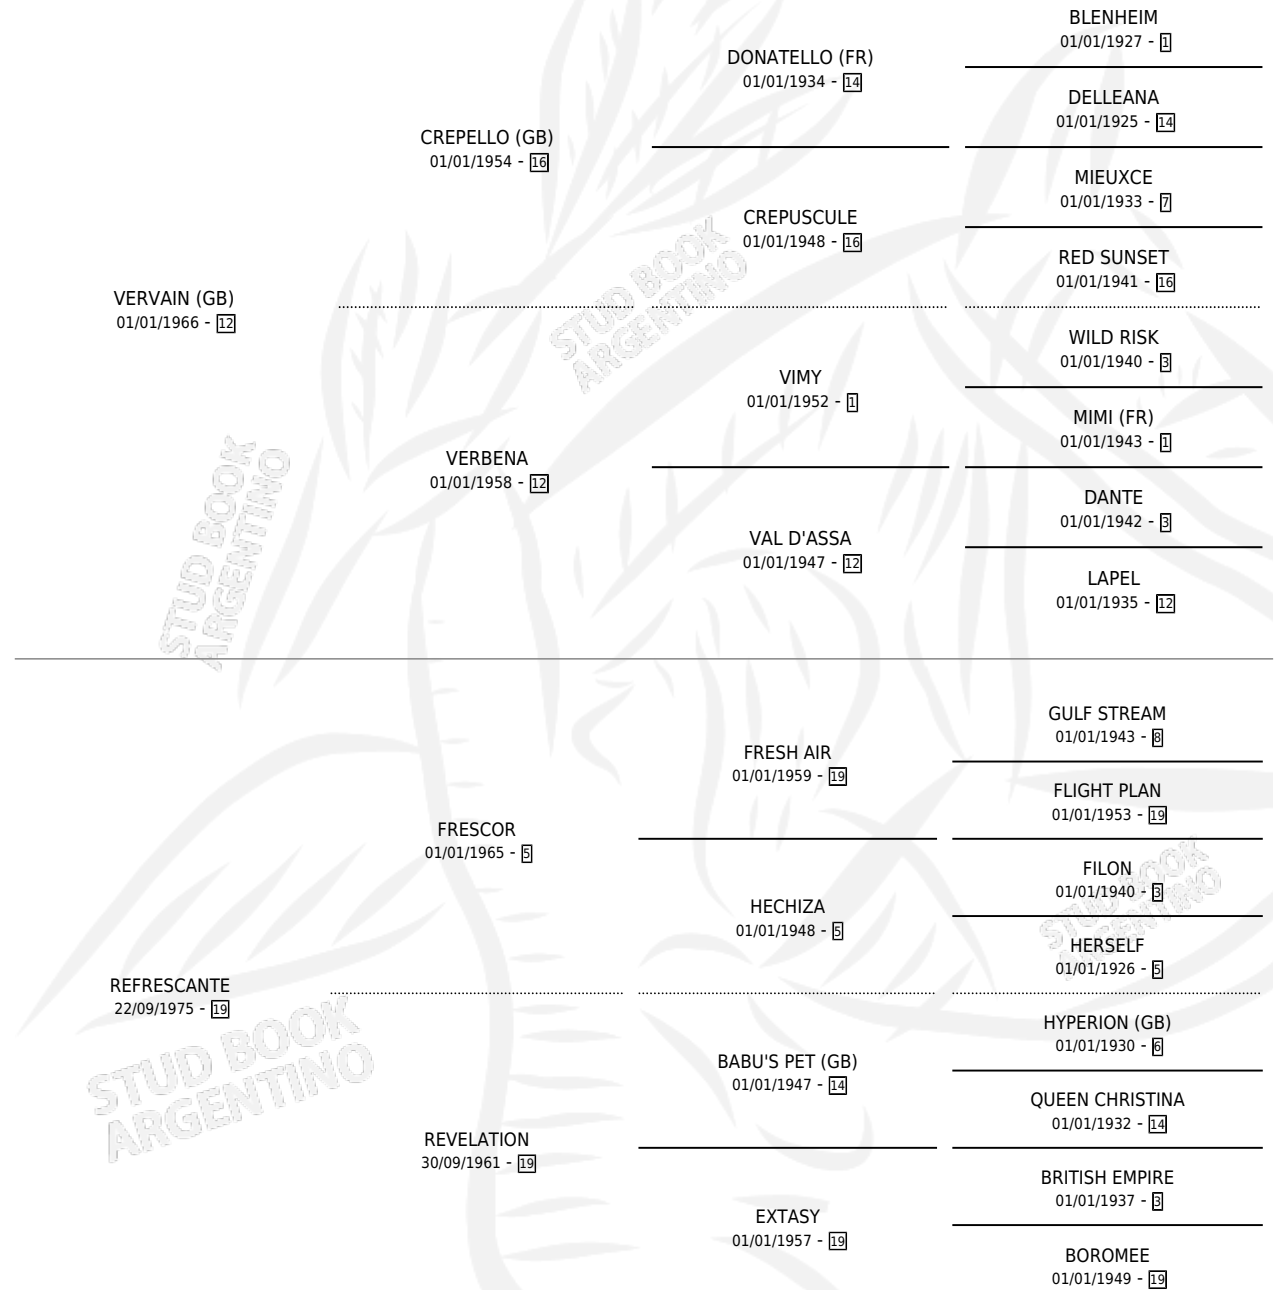 VERVAIN (GB)
01/01/1966 - 12
CREPELLO (GB)
01/01/1954 - 16
VERBENA
01/01/1958 - 12
DONATELLO (FR)
01/01/1934 - 14
CREPUSCULE
01/01/1948 - 16
VIMY
01/01/1952 - 1
VAL D'ASSA
01/01/1947 - 12
BLENHEIM
01/01/1927 - 1
DELLEANA
01/01/1925 - 14
MIEUXCE
01/01/1933 - 7
RED SUNSET
01/01/1941 - 16
WILD RISK
01/01/1940 - 3
MIMI (FR)
01/01/1943 - 1
DANTE
01/01/1942 - 3
LAPEL
01/01/1935 - 12
STUD BOOK
ARGENTINO
STUD BOOK
ARGENTINO
REFRESCANTE
22/09/1975 - 19
FRESCOR
01/01/1965 - 5
REVELATION
30/09/1961 - 19
FRESH AIR
01/01/1959 - 19
HECHIZA
01/01/1948 - 5
BABU'S PET (GB)
01/01/1947 - 14
EXTASY
01/01/1957 - 19
GULF STREAM
01/01/1943 - 8
FLIGHT PLAN
01/01/1953 - 19
FILON
01/01/1940 - 3
HERSELF
01/01/1926 - 5
HYPERION (GB)
01/01/1930 - 6
QUEEN CHRISTINA
01/01/1932 - 14
BRITISH EMPIRE
01/01/1937 - 3
BOROMEE
01/01/1949 - 19
STUD BOOK
ARGENTINO
STUD BOOK
ARGENTINO